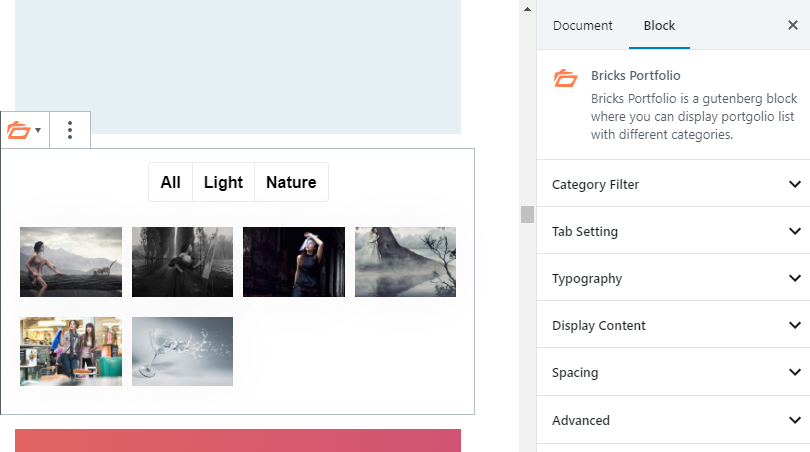 Document Block
Bricks Portfolio
Bricks Portfolio is a gutenberg block
where you can display portgolio list
with different categories.
All Light Nature
Category Filter
Tab Setting
Typography
Display Content
Spacing
Advanced